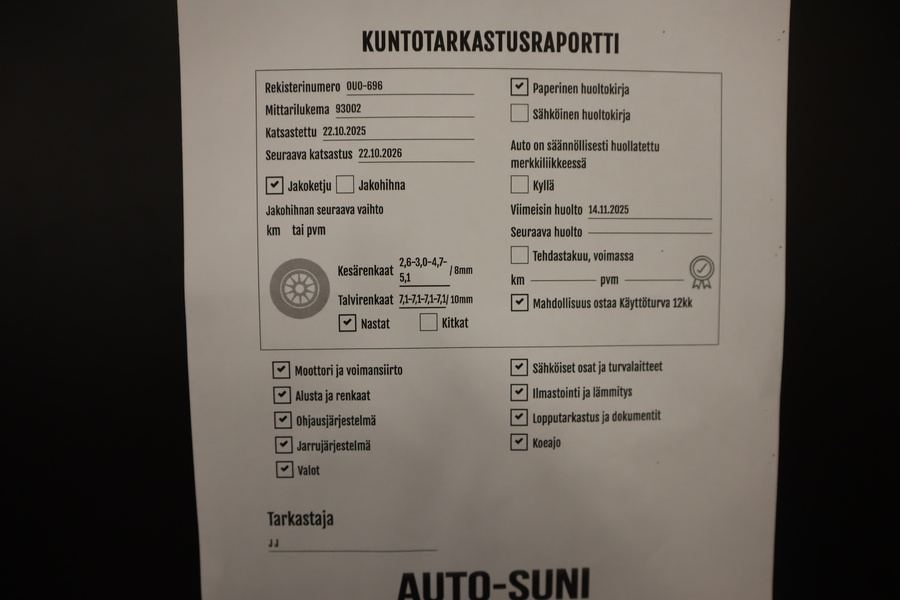 KUNTOTARKASTUSRAPORTTI
Rekisterinumero OUO-696
Mittarilukema 93002
Katsastettu 22.10.2025
Seuraava katsastus 22.10.2026
Jakoketju Jakohihna
Jakohihnan seuraava vaihto
km tai pvm
Kesärenkaat 2,6-3,0-4,7-
5,1 / 8mm
Talvirenkaat 7,1-7,1-7,1-7,1/ 10mm
Nastat Kitkat
Paperinen huoltokirja
Sähköinen huoltokirja
Auto on säännöllisesti huollatettu
merkkiliikkeessä
Kyllä
Viimeisin huolto 14.11.2025
Seuraava huolto
Tehdastakuu, voimassa
km pvm
Mahdollisuus ostaa Käyttöturva 12kk
Moottori ja voimansiirto
Alusta ja renkaat
Ohjausjärjestelmä
Jarrujärjestelmä
Valot
Sähköiset osat ja turvalaitteet
Ilmastointi ja lämmitys
Lopputarkastus ja dokumentit
Koeajo
Tarkastaja
JJ
AUTO-SUNI